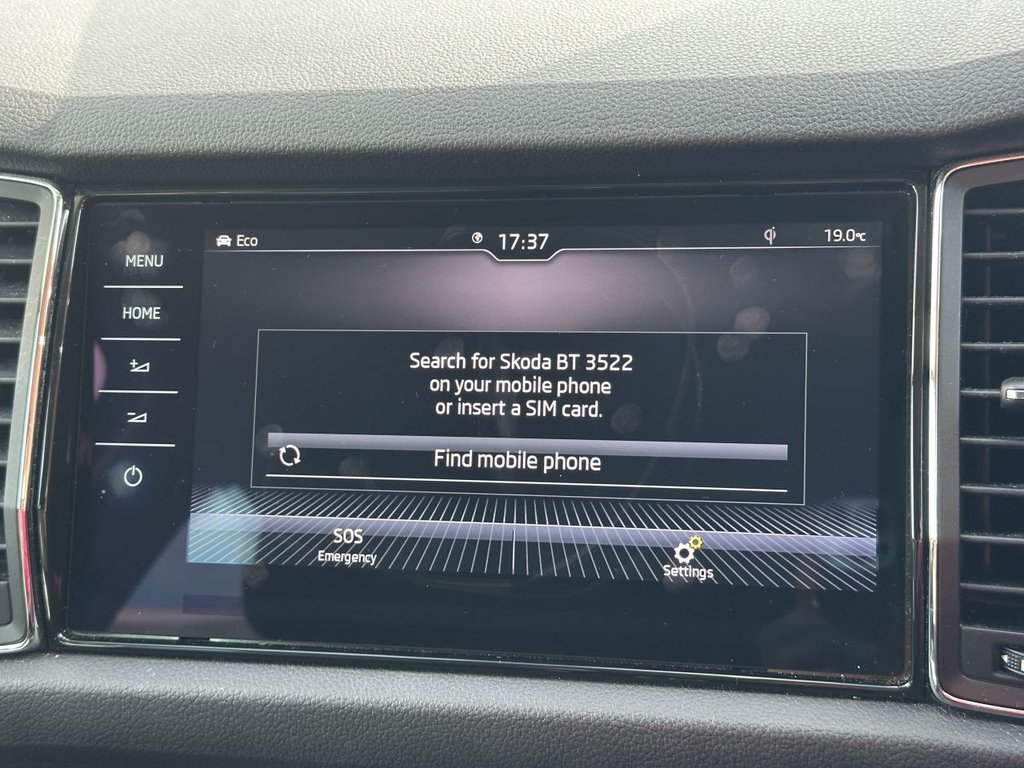 Eco
17:37
19.0°C
MENU
HOME
Search for Skoda BT 3522
on your mobile phone
or insert a SIM card.
Find mobile phone
SOS
Emergency
Settings